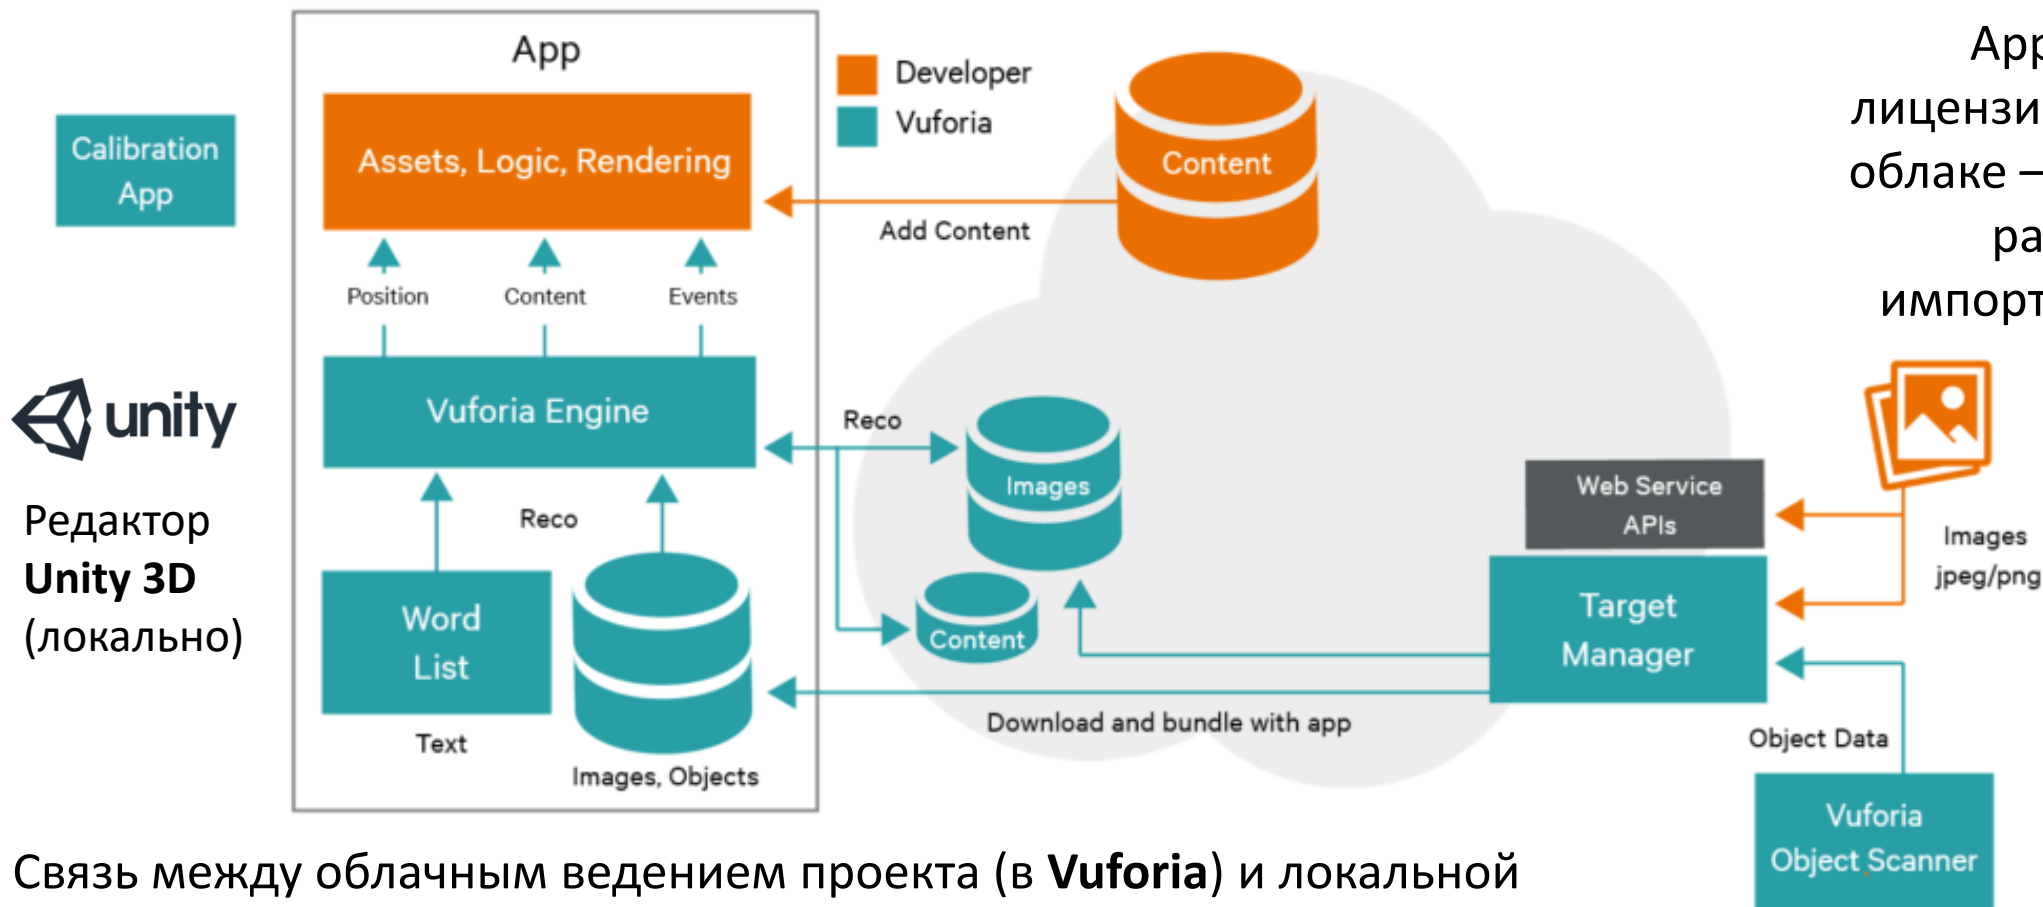 App
Developer
Vuforia
Calibration
App
Assets, Logic, Rendering
Content
Add Content
Position
Content
Events
unity
Vuforia Engine
Reco
Images
Content
Редактор
Unity 3D
(локально)
Reco
Word
List
Text
Images, Objects
Download and bundle with app
облаке –
Web Service
APIs
Target
Manager
Images
jpeg/png
Object Data
Vuforia
Object Scanner
Связь между облачным ведением проекта (в Vuforia) и локальной